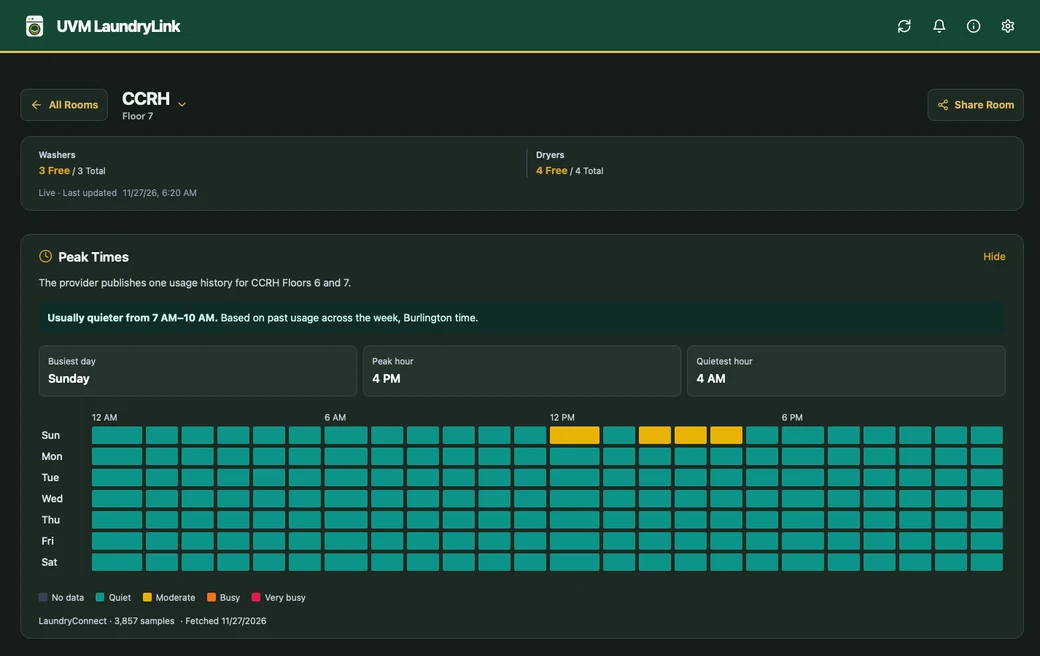 UVM LaundryLink
All Rooms
CCRH
Floor 7
Share Room
Washers
3 Free / 3 Total
Dryers
4 Free / 4 Total
Live · Last updated 11/27/26, 6:20 AM
Peak Times
Hide
The provider publishes one usage history for CCRH Floors 6 and 7.
Usually quieter from 7 AM–10 AM. Based on past usage across the week, Burlington time.
Busiest day
Sunday
Peak hour
4 PM
Quietest hour
4 AM
12 AM 6 AM 12 PM 6 PM
Sun
Mon
Tue
Wed
Thu
Fri
Sat
No data Quiet Moderate Busy Very busy
LaundryConnect · 3,857 samples · Fetched 11/27/2026